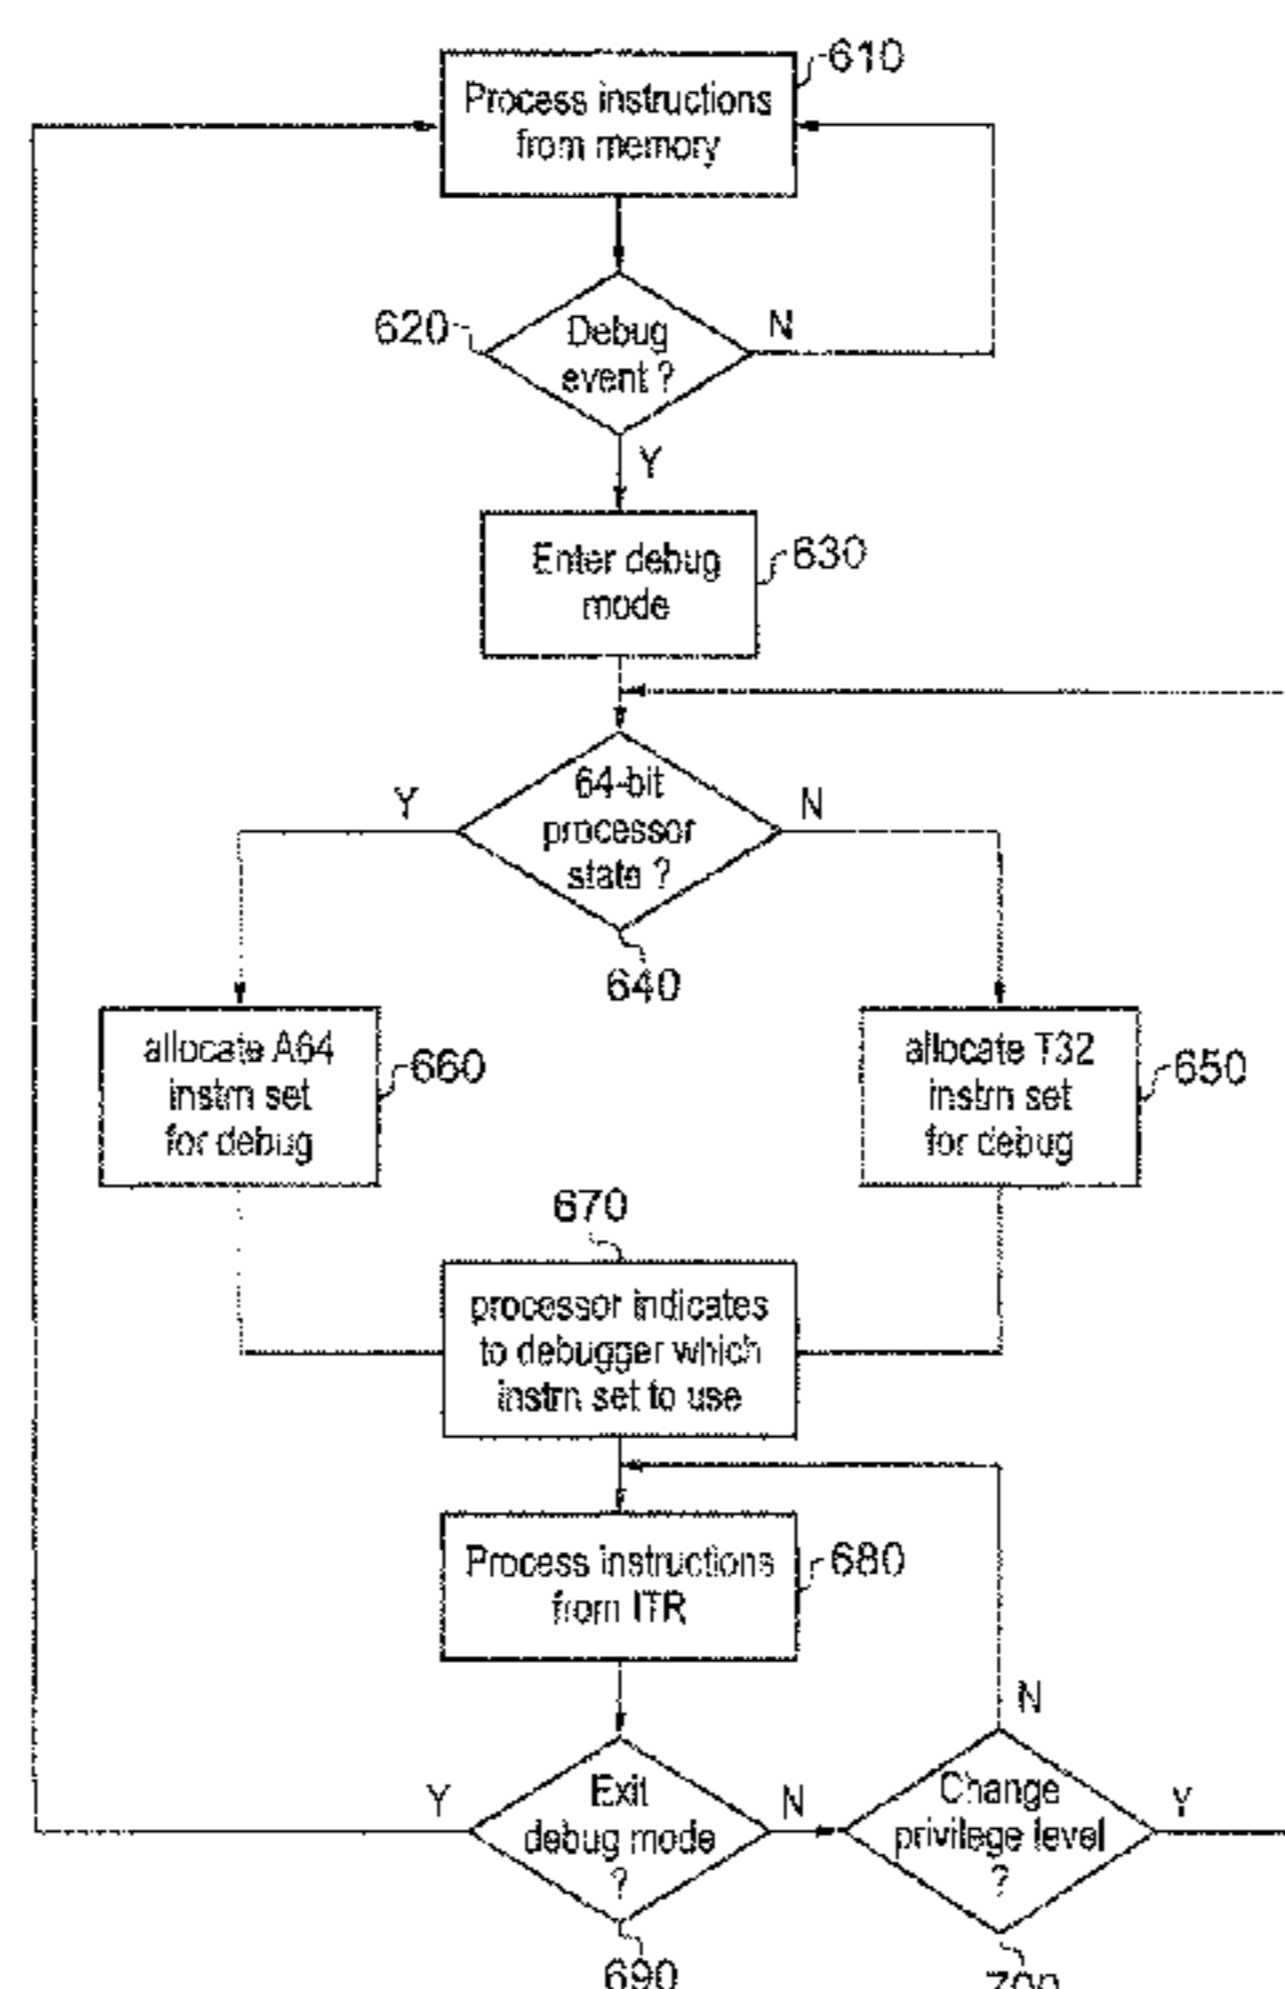 610
Process instructions
from memory
620
Debug
event ?
N
Y
Enter debug
mode
630
64-bit
processor
state ?
Y
N
640
allocate A64
instrn set
for debug
660
allocate T32
instrn set
for debug
650
670
processor indicates
to debugger which
instrn set to use
Process instructions
from ITR
680
N
Y
Exit
debug mode
?
N
Change
privilege level
?
Y
690
700